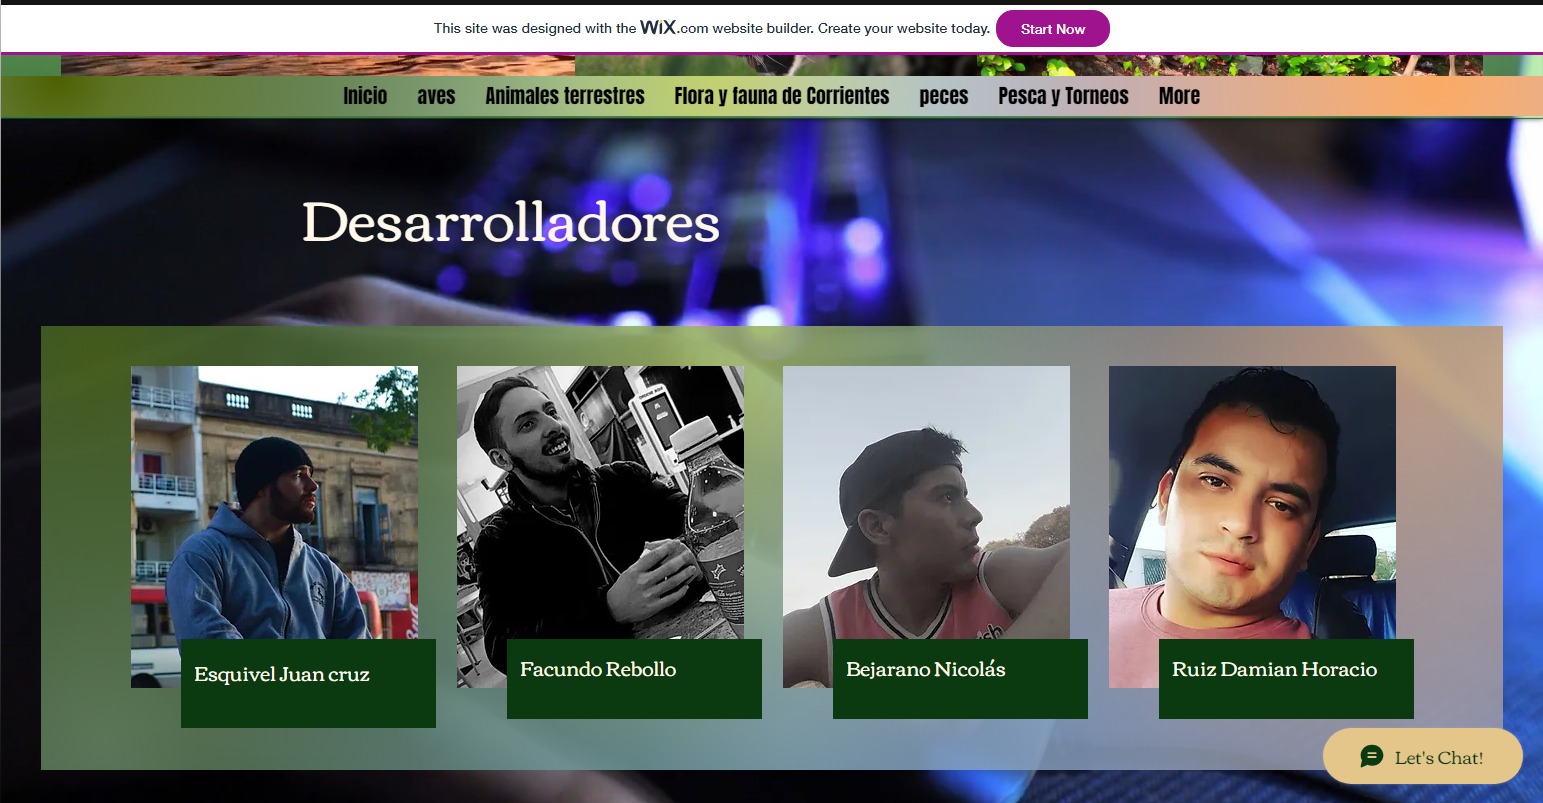 This site was designed with the WiX.com website builder. Create your website today. Start Now
Inicio aves Animales terrestres Flora y fauna de Corrientes peces Pesca y Torneos More
Desarrolladores
Esquivel Juan cruz
Facundo Rebollo
Bejarano Nicolás
Ruiz Damian Horacio
Let's Chat!